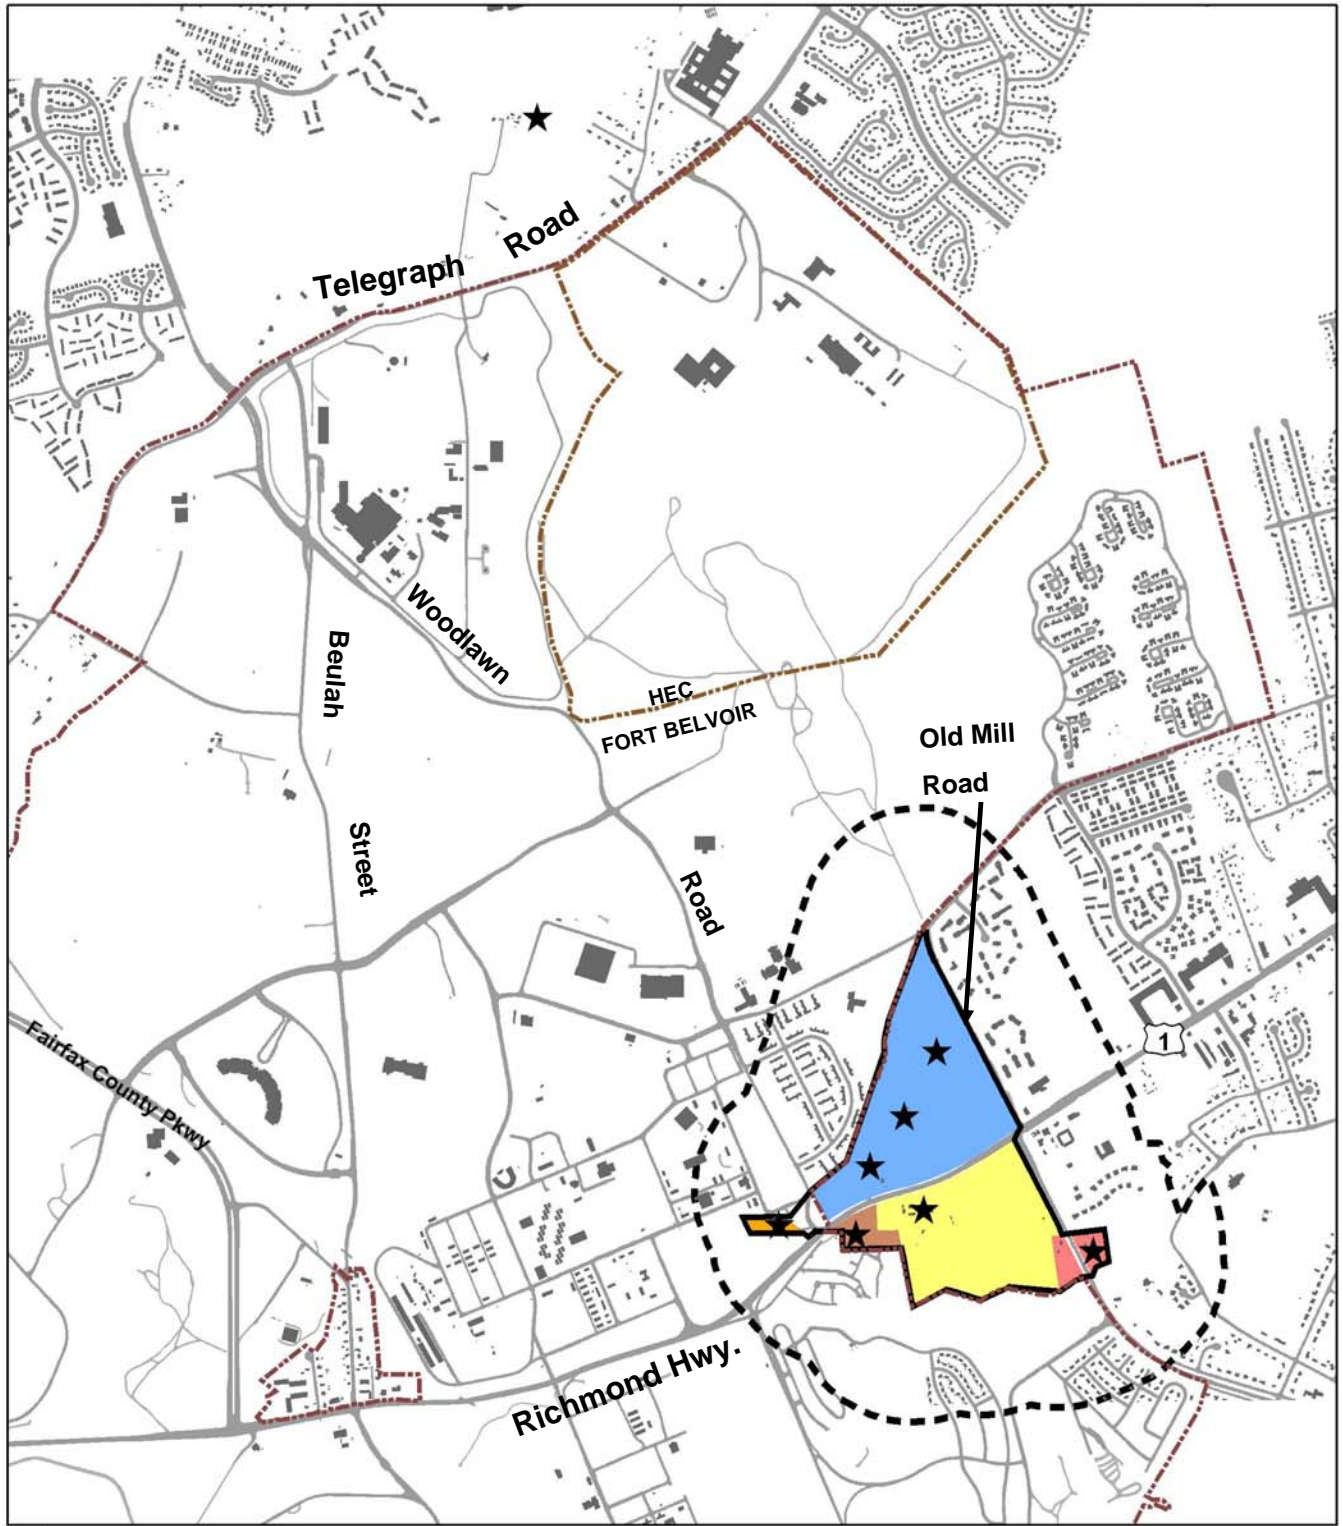 Telegraph Road
Woodlawn
Beulah
HEC
FORT BELVOIR
Old Mill
Road
Street
Road
1
Fairfax County Pkwy
Richmond Hwy.